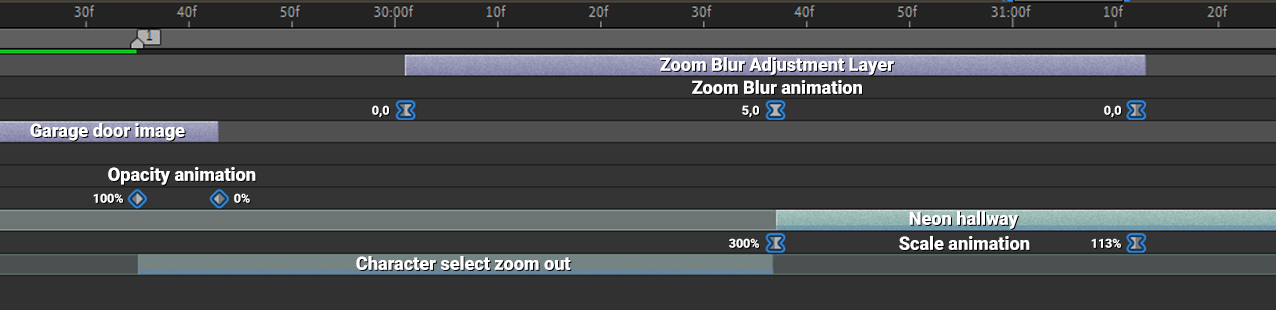 30f 40f 50f 30:00f 10f 20f 30f 40f 50f 31:00f 10f 20f
1
Zoom Blur Adjustment Layer
Zoom Blur animation
0,0 5,0 0,0
Garage door image
Opacity animation
100% 0%
Neon hallway
300% Scale animation 113%
Character select zoom out